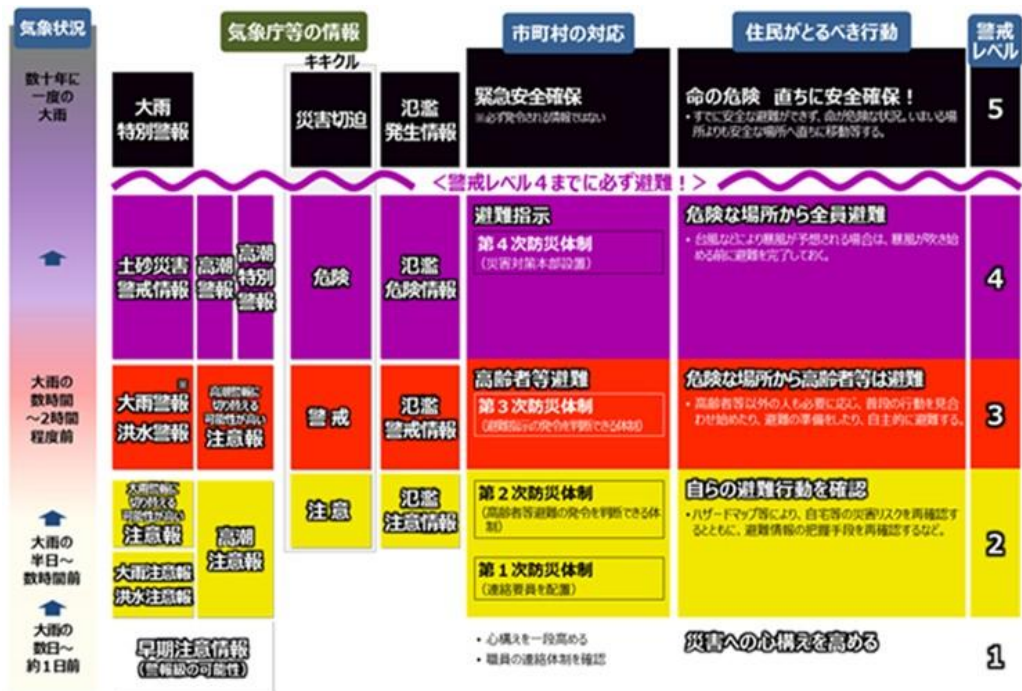 気象状況
気象庁等の情報
市町村の対応
住民がとるべき行動
警戒
レベル
キキクル
数十年に
一度の
大雨
大雨
特別警報
災害切迫
氾濫
発生情報
緊急安全確保
※必ず発令される情報ではない
命の危険 直ちに安全確保！
・すでに安全な避難ができず、命が危険な状況。いまいる場
所よりも安全な場所へ直ちに移動等する。
5
＜警戒レベル４までに必ず避難！＞
土砂災害
警戒情報
高潮
警報
高潮
特別
警報
危険
氾濫
危険情報
避難指示
第４次防災体制
（災害対策本部設置）
危険な場所から全員避難
・台風などにより暴風が予想される場合は、暴風が吹き始
める前に避難を完了しておく。
4
大雨の
数時間
～2時間
程度前
大雨警報
※
洪水警報
高潮警報に
切り替える
可能性が高い
注意報
警戒
氾濫
警戒情報
高齢者等避難
第３次防災体制
（避難指示の発令を判断できる体制）
危険な場所から高齢者等は避難
・高齢者等以外の人も必要に応じ、普段の行動を見合
わせ始めたり、避難の準備をしたり、自主的に避難する。
3
大雨の
半日～
数時間前
大雨警報に
切り替える
可能性が高い
注意報
大雨注意報
洪水注意報
高潮
注意報
注意
氾濫
注意情報
第２次防災体制
（高齢者等避難の発令を判断できる体
制）
第１次防災体制
（連絡要員を配置）
自らの避難行動を確認
・ハザードマップ等により、自宅等の災害リスクを再確認す
るとともに、避難情報の把握手段を再確認するなど。
2
大雨の
数日～
約１日前
早期注意情報
（警報級の可能性）
・心構えを一段高める
・職員の連絡体制を確認
災害への心構えを高める
1